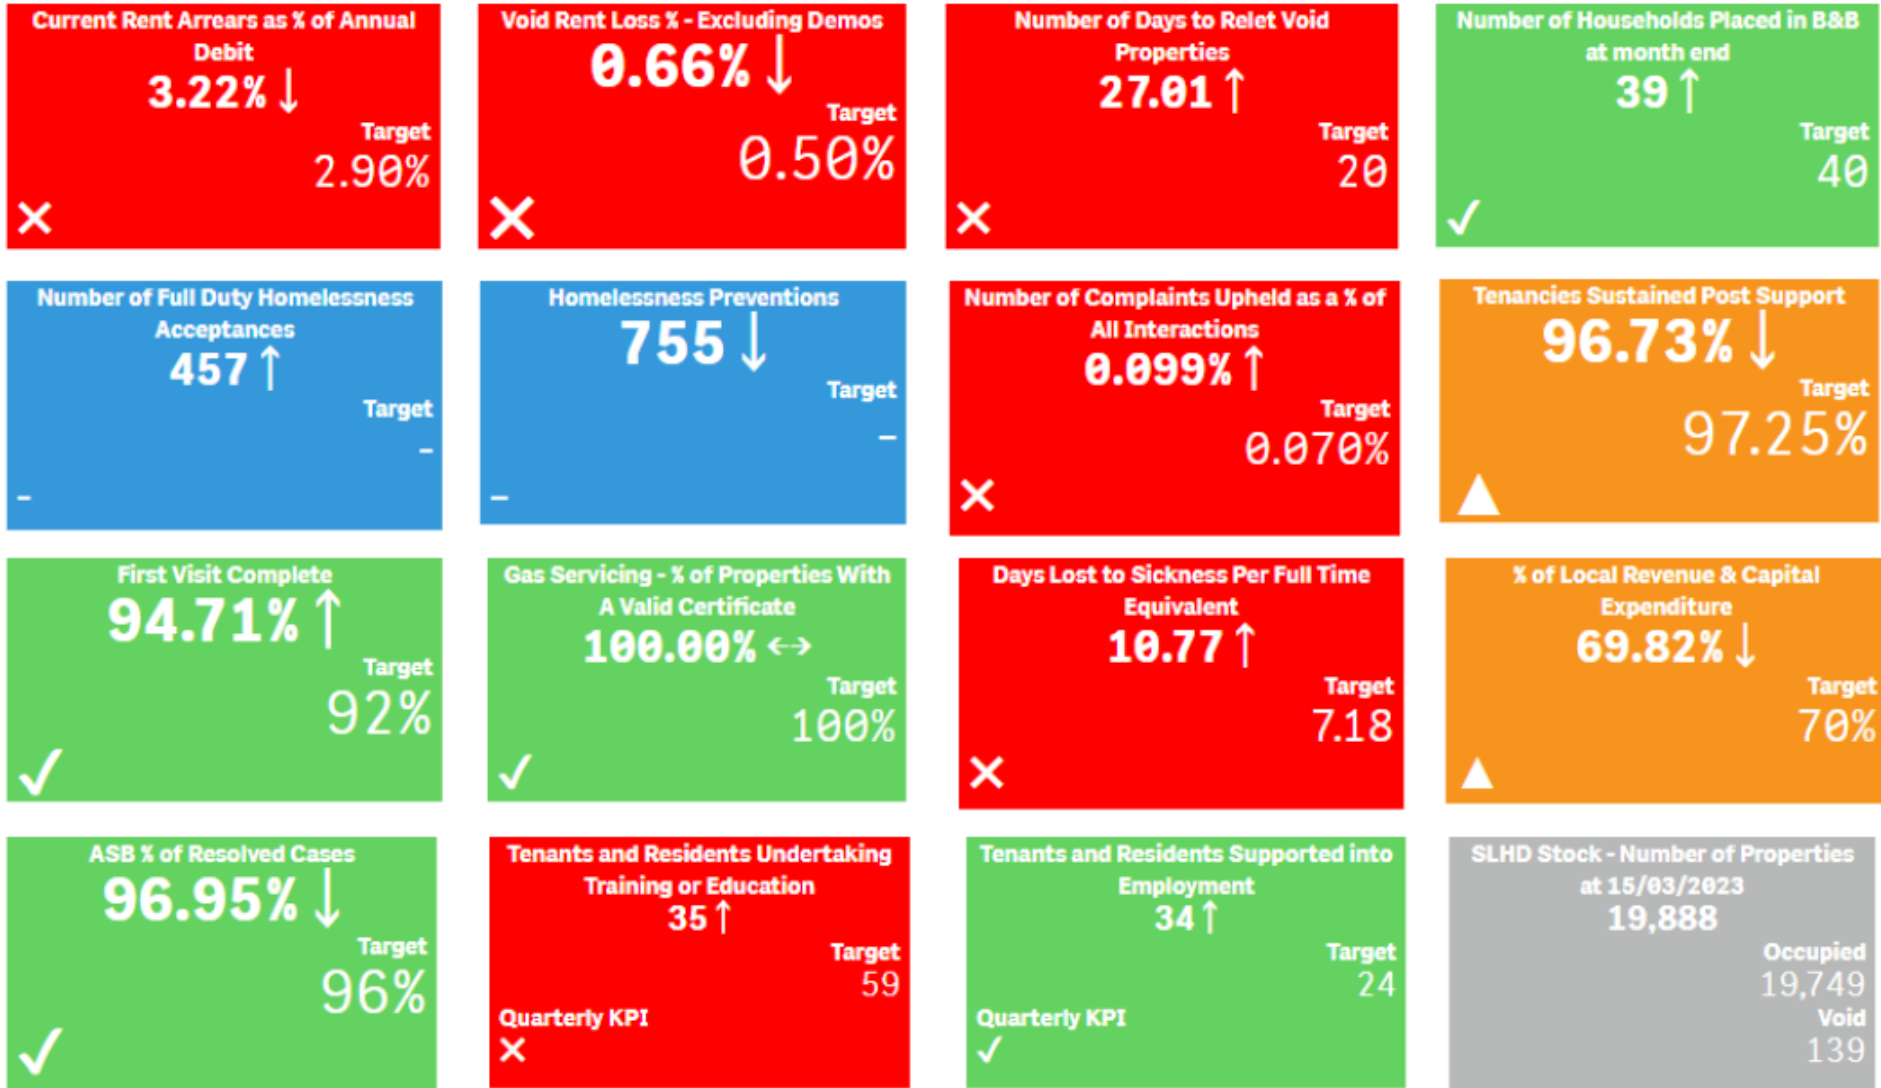 Current Rent Arrears as % of Annual
Debit
3.22% ↓
Target
2.90%
✕
Void Rent Loss % - Excluding Demos
0.66% ↓
Target
0.50%
✕
Number of Days to Relet Void
Properties
27.01 ↑
Target
20
✕
Number of Households Placed in B&B
at month end
39 ↑
Target
40
✓
Number of Full Duty Homelessness
Acceptances
457 ↑
Target
–
–
Homelessness Preventions
755 ↓
Target
–
–
Number of Complaints Upheld as a % of
All Interactions
0.099% ↑
Target
0.070%
✕
Tenancies Sustained Post Support
96.73% ↓
Target
97.25%
▲
First Visit Complete
94.71% ↑
Target
92%
✓
Gas Servicing - % of Properties With
A Valid Certificate
100.00% ↔
Target
100%
✓
Days Lost to Sickness Per Full Time
Equivalent
10.77 ↑
Target
7.18
✕
% of Local Revenue & Capital
Expenditure
69.82% ↓
Target
70%
▲
ASB % of Resolved Cases
96.95% ↓
Target
96%
✓
Tenants and Residents Undertaking
Training or Education
35 ↑
Target
59
Quarterly KPI
✕
Tenants and Residents Supported into
Employment
34 ↑
Target
24
Quarterly KPI
✓
SLHD Stock - Number of Properties
at 15/03/2023
19,888
Occupied
19,749
Void
139